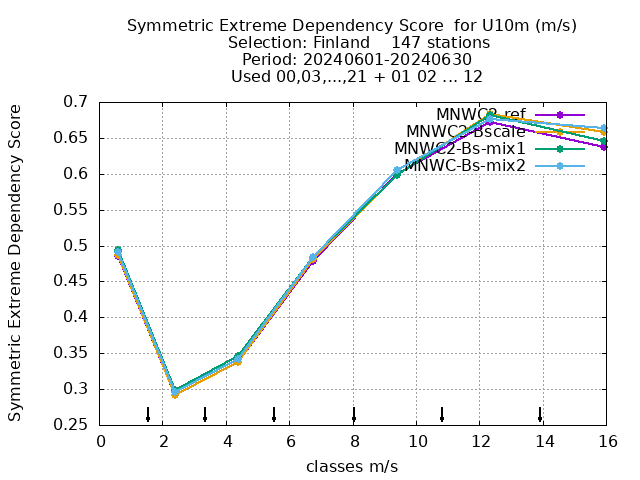 Symmetric Extreme Dependency Score  for U10m (m/s)
Selection: Finland    147 stations
Period: 20240601-20240630
Used 00,03,...,21 + 01 02 ... 12
Symmetric Extreme Dependency Score
0.7
0.65
0.6
0.55
0.5
0.45
0.4
0.35
0.3
0.25
MNWC2-ref
MNWC2-Bscale
MNWC2-Bs-mix1
MNWC-Bs-mix2
0 2 4 6 8 10 12 14 16
classes m/s